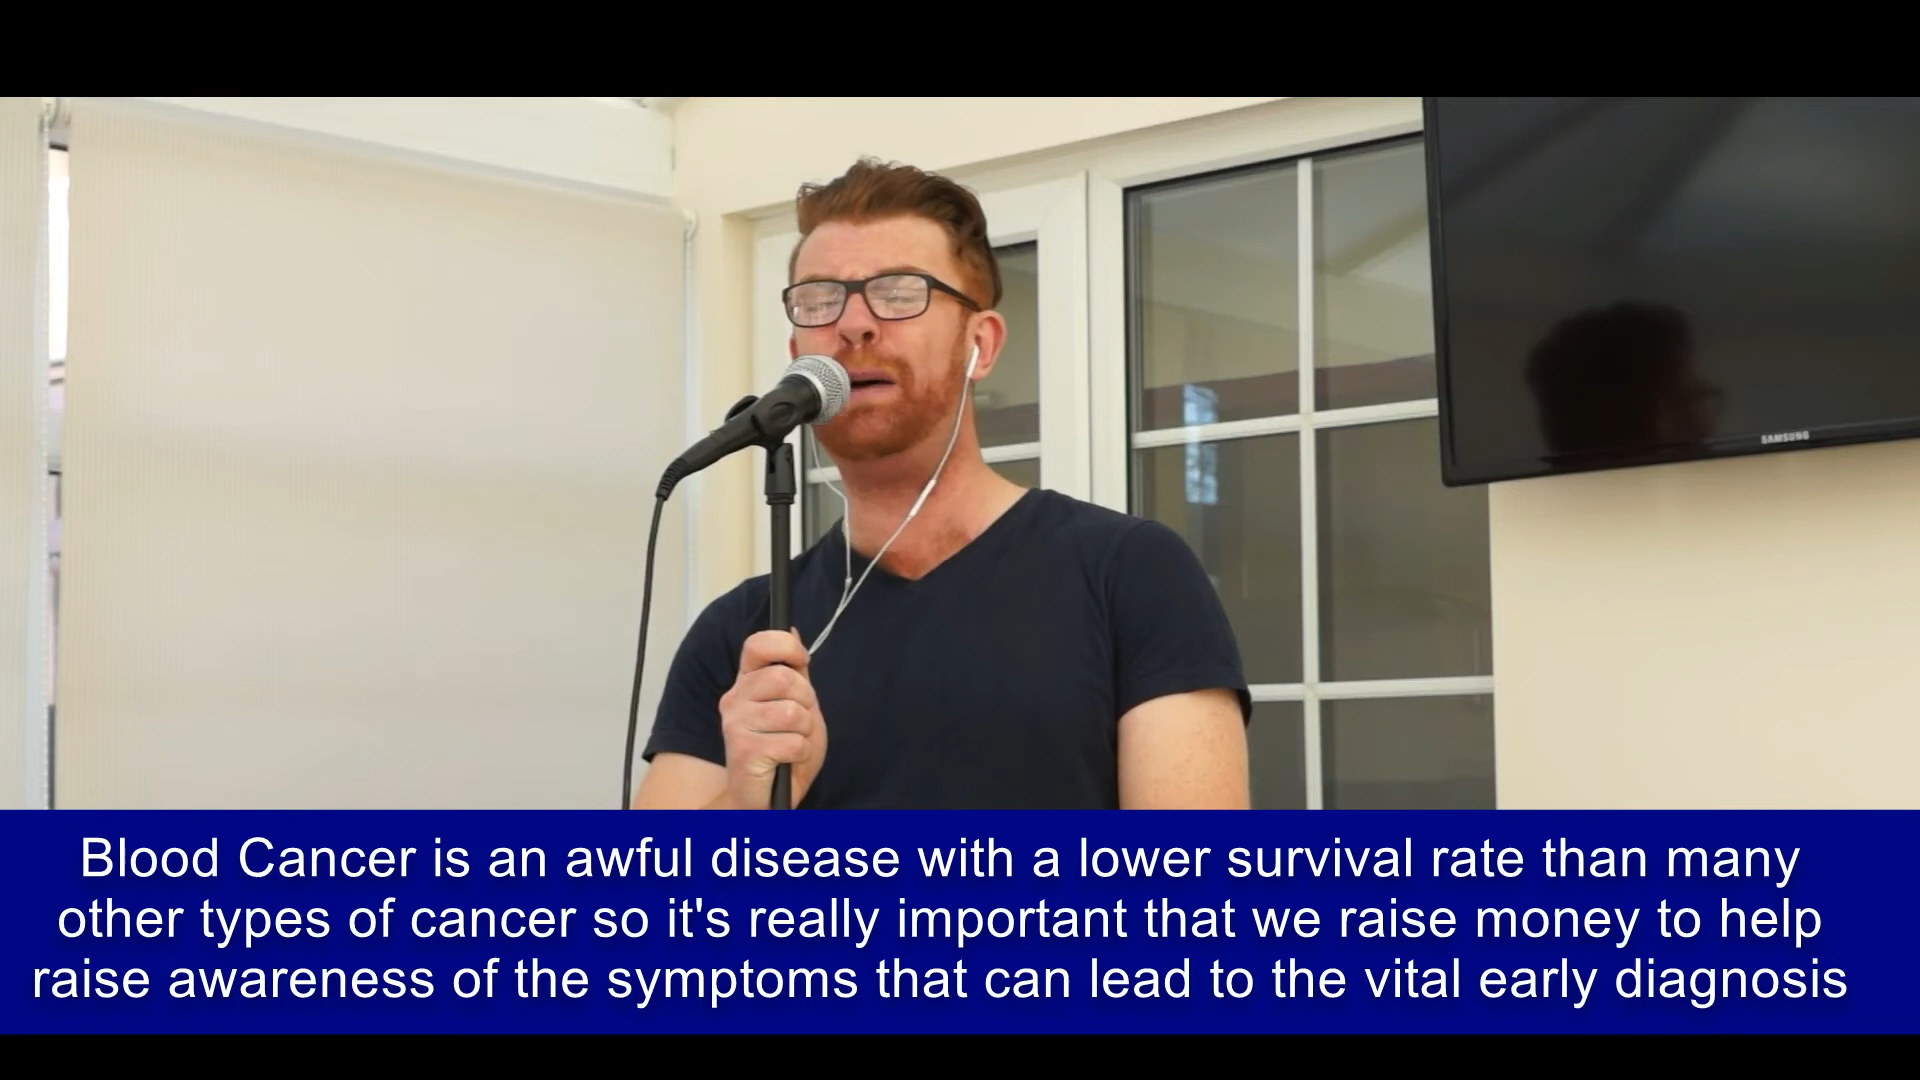 SAMSUNG
Blood Cancer is an awful disease with a lower survival rate than many
other types of cancer so it's really important that we raise money to help
raise awareness of the symptoms that can lead to the vital early diagnosis